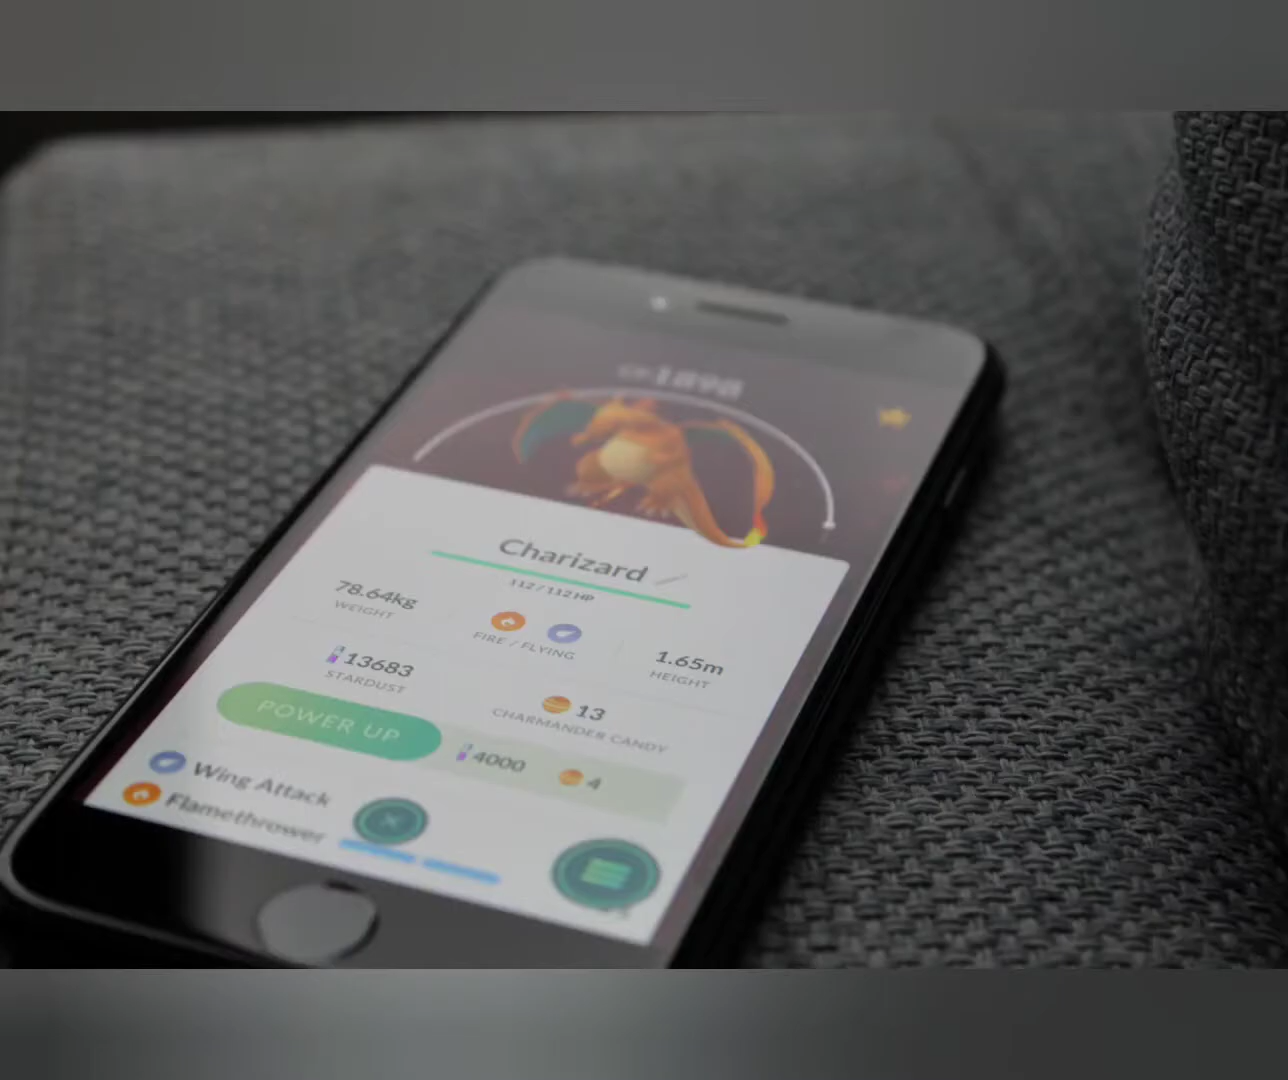 CP1898
Charizard
112 / 112 HP
78.64kg
WEIGHT
FIRE / FLYING
1.65m
HEIGHT
13683
STARDUST
13
CHARMANDER CANDY
POWER UP
4000
4
Wing Attack
Flamethrower